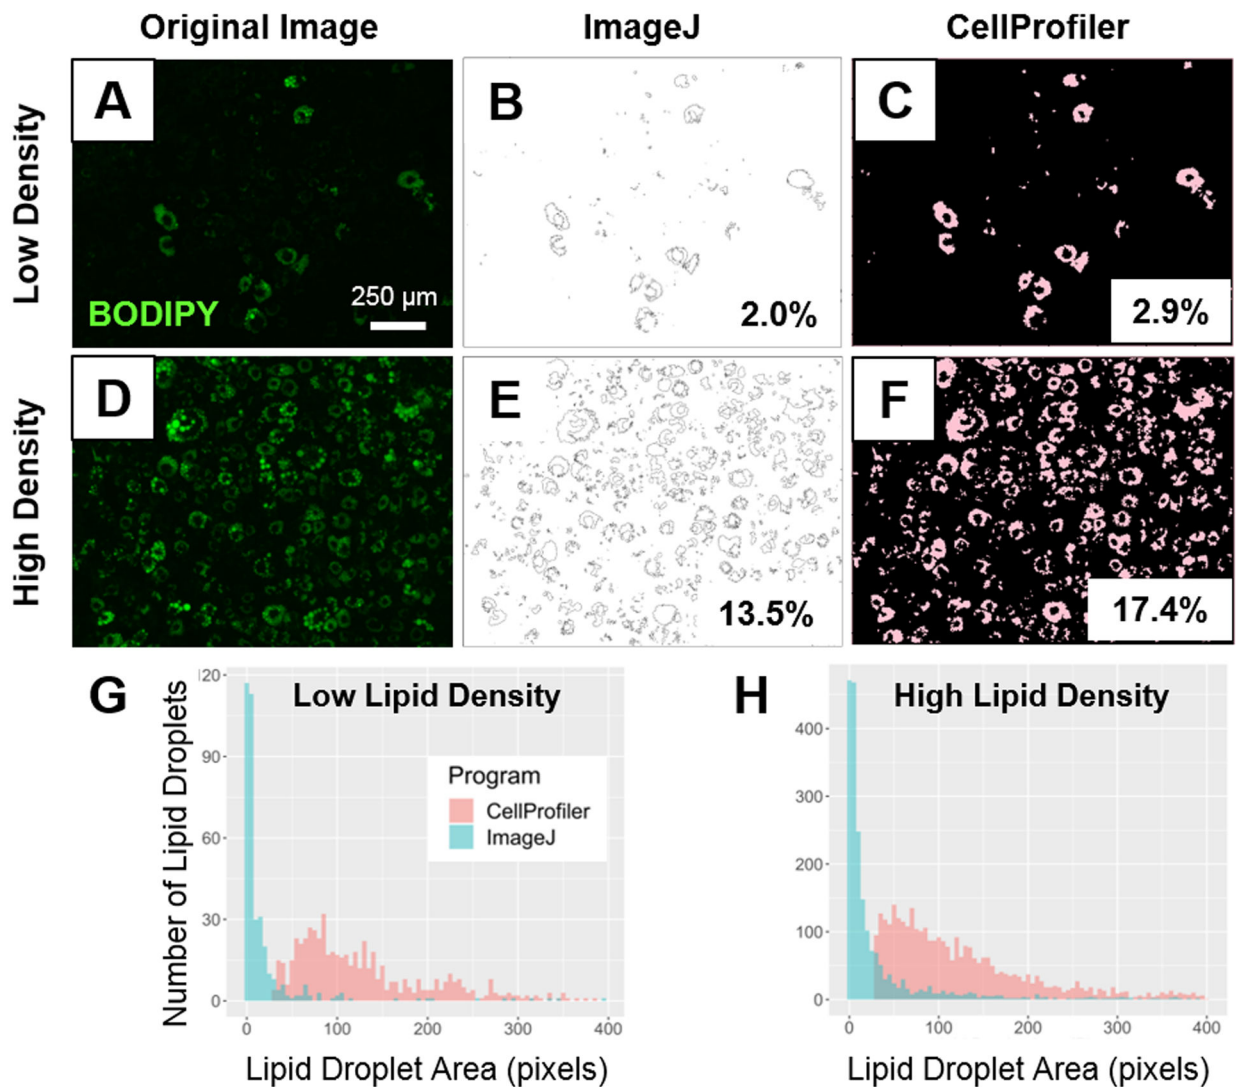 Original Image
ImageJ
CellProfiler
Low Density
A
BODIPY
250 µm
B
2.0%
C
2.9%
High Density
D
E
13.5%
F
17.4%
G
Low Lipid Density
Number of Lipid Droplets
120
90
60
30
0
Program
CellProfiler
ImageJ
0 100 200 300 400
Lipid Droplet Area (pixels)
H
High Lipid Density
400
300
200
100
0
0 100 200 300 400
Lipid Droplet Area (pixels)